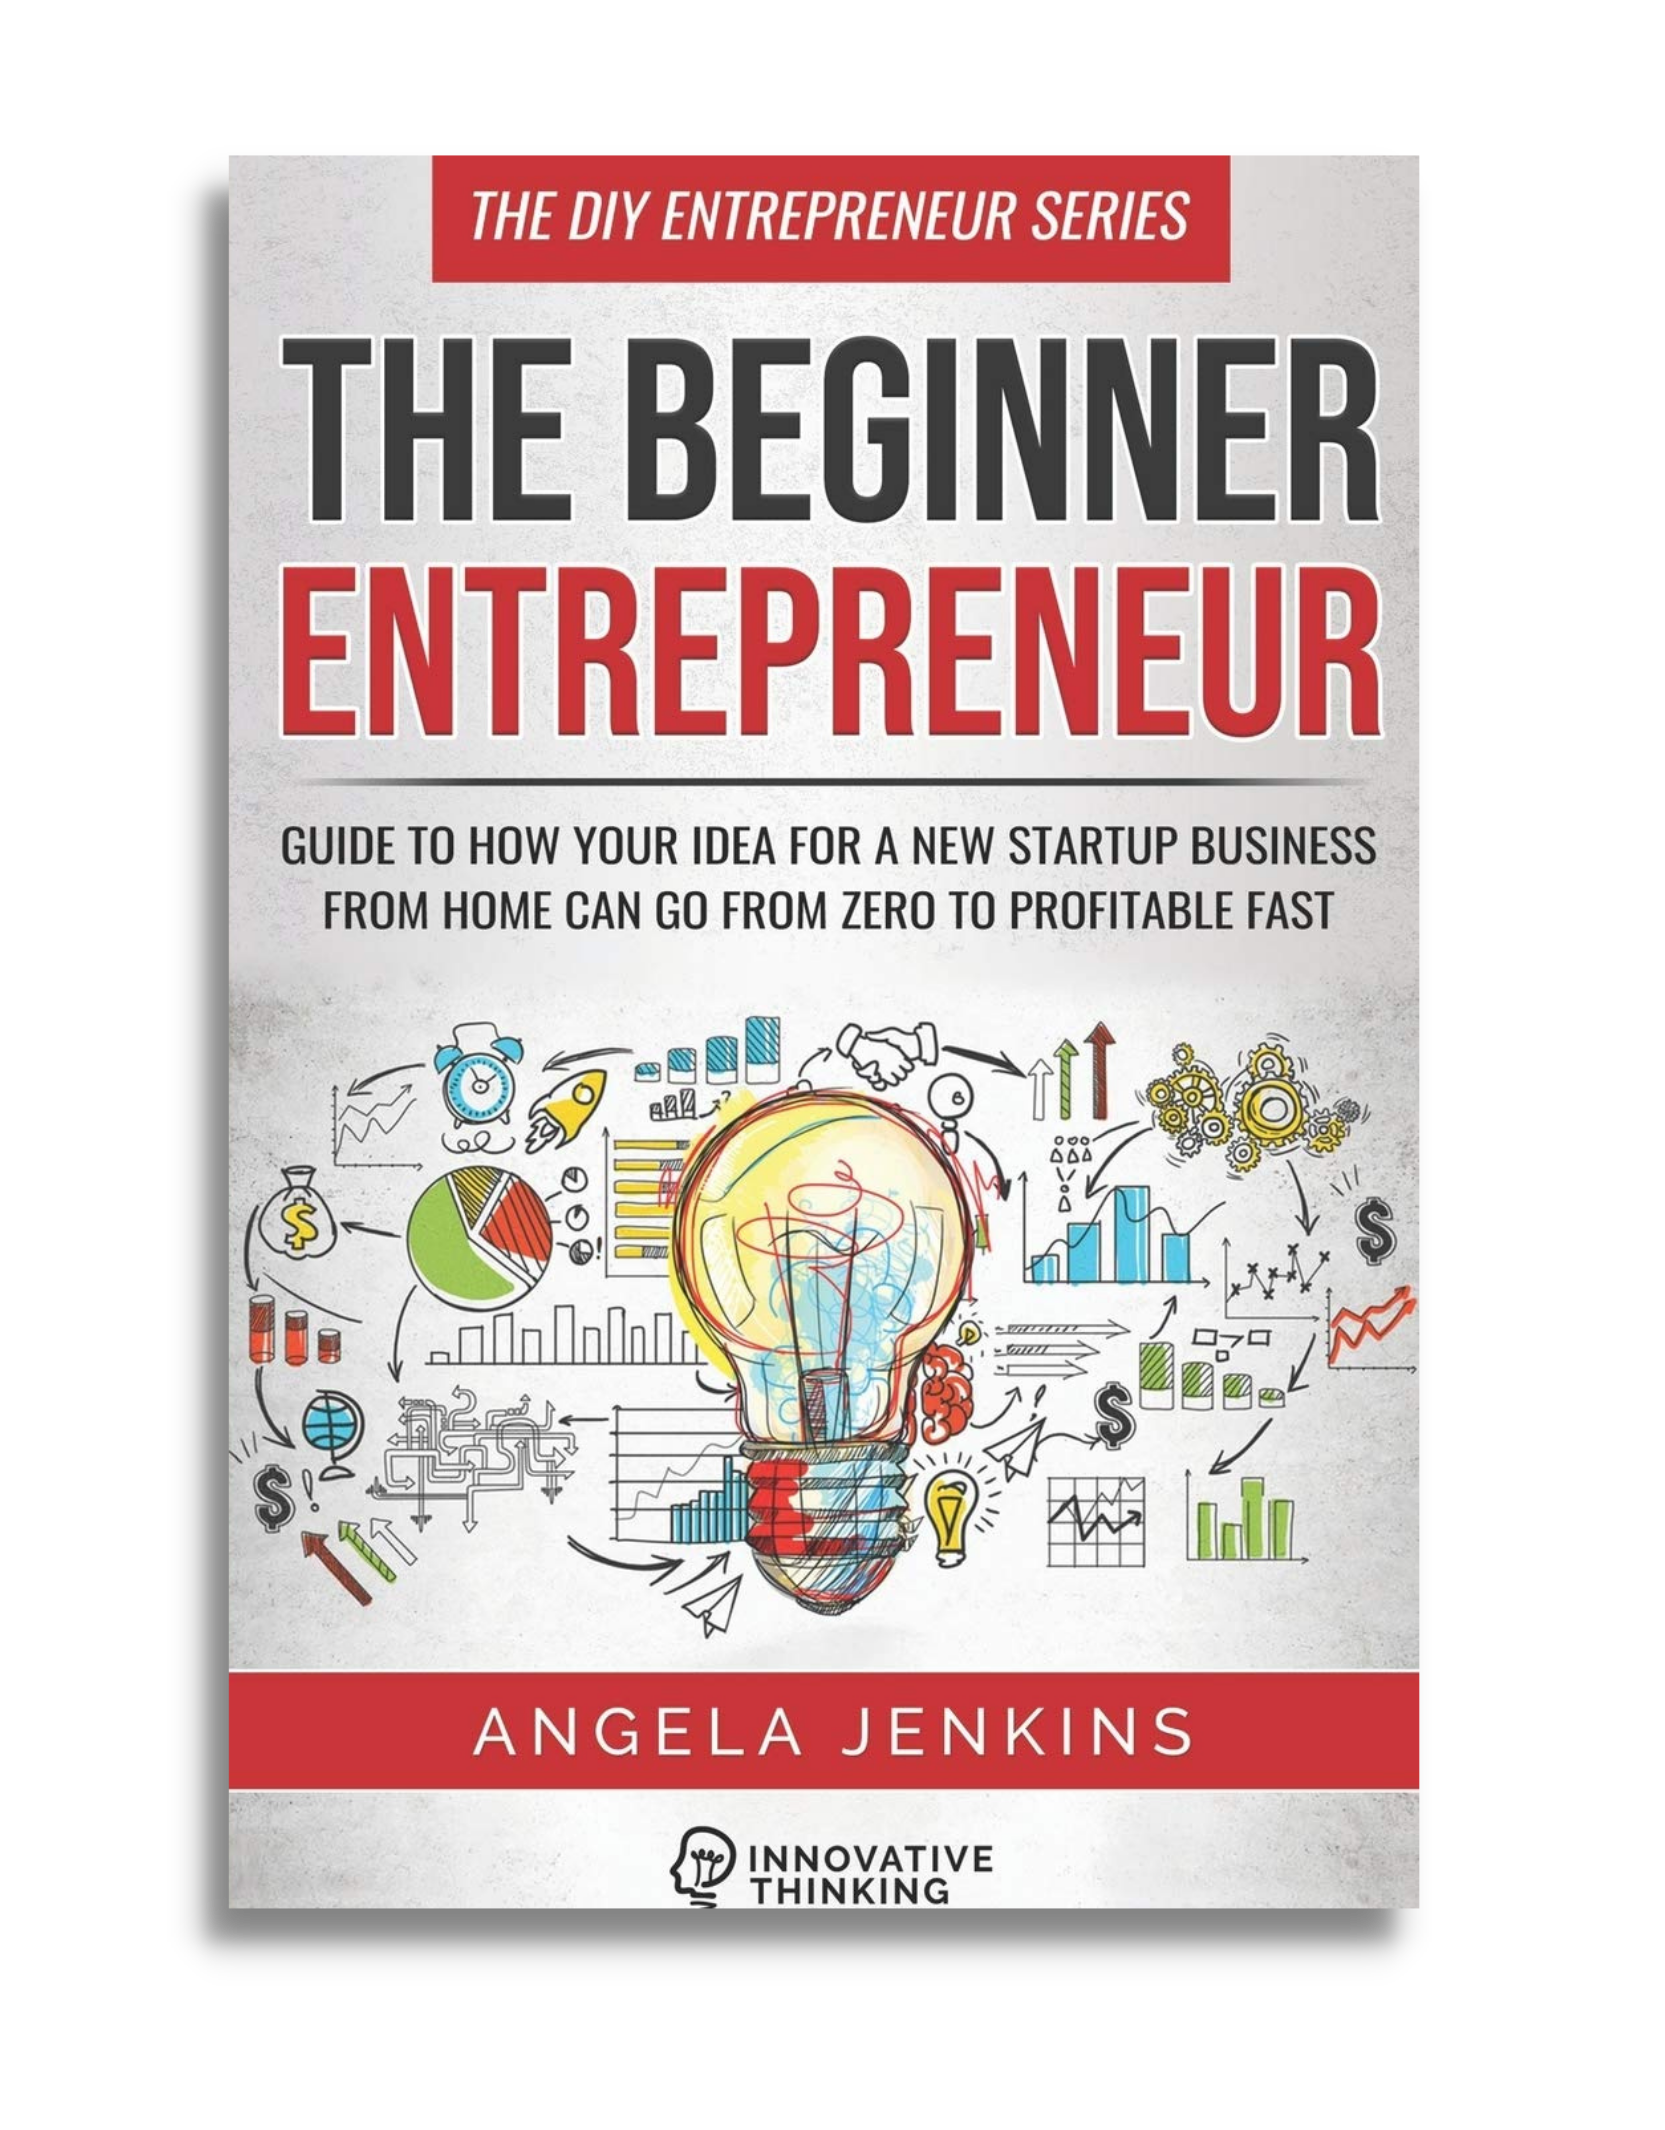 THE DIY ENTREPRENEUR SERIES
THE BEGINNER
ENTREPRENEUR
GUIDE TO HOW YOUR IDEA FOR A NEW STARTUP BUSINESS
FROM HOME CAN GO FROM ZERO TO PROFITABLE FAST
ANGELA JENKINS
INNOVATIVE
THINKING